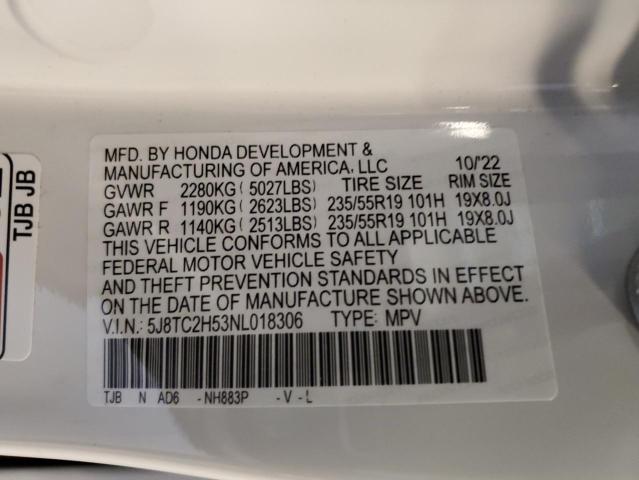 MFD. BY HONDA DEVELOPMENT &
MANUFACTURING OF AMERICA, LLC 10/'22
GVWR 2280KG ( 5027LBS) TIRE SIZE RIM SIZE
GAWR F 1190KG ( 2623LBS) 235/55R19 101H 19X8.0J
GAWR R 1140KG ( 2513LBS) 235/55R19 101H 19X8.0J
THIS VEHICLE CONFORMS TO ALL APPLICABLE
FEDERAL MOTOR VEHICLE SAFETY
AND THEFT PREVENTION STANDARDS IN EFFECT
ON THE DATE OF MANUFACTURE SHOWN ABOVE.
V.I.N.: 5J8TC2H53NL018306 TYPE: MPV
TJB N AD6 -NH883P -V-L
TJB JB